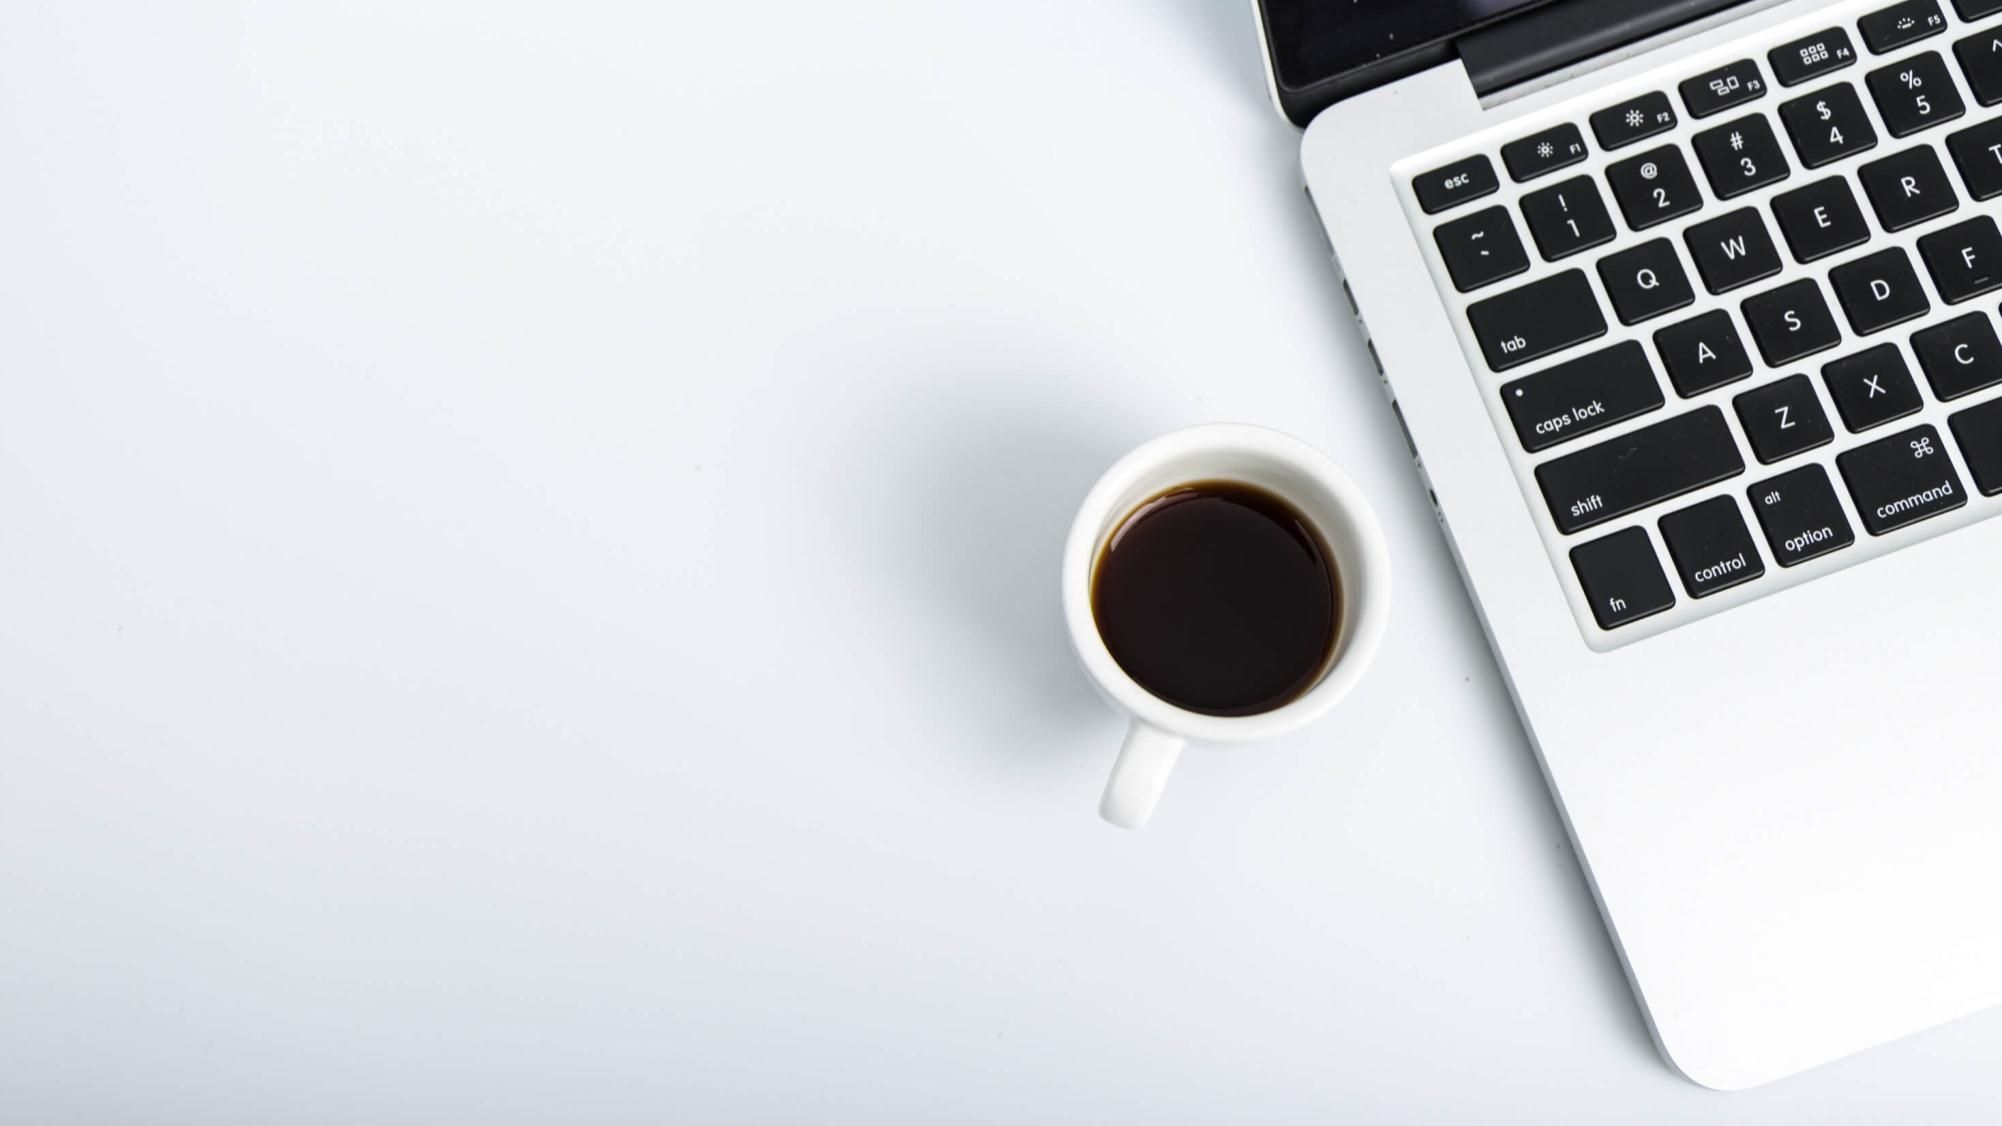 esc F1 F2 F3 F4 F5
~ ` ! 1 @ 2 # 3 $ 4 % 5 ^
tab Q W E R T
caps lock A S D F
shift Z X C
fn control alt option ⌘ command